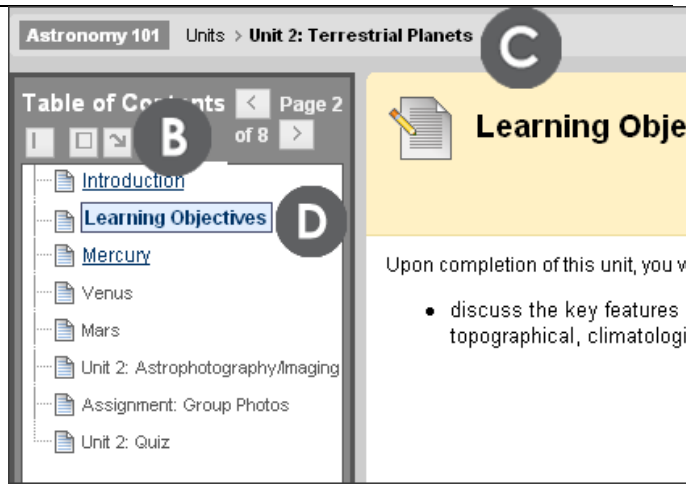 Astronomy 101 Units > Unit 2: Terrestrial Planets
C
Table of Contents < Page 2
of 8 >
B
Introduction
Learning Objectives
D
Mercury
Venus
Mars
Unit 2: Astrophotography/Imaging
Assignment: Group Photos
Unit 2: Quiz
Learning Obje
Upon completion of this unit, you w
• discuss the key features
topographical, climatologi